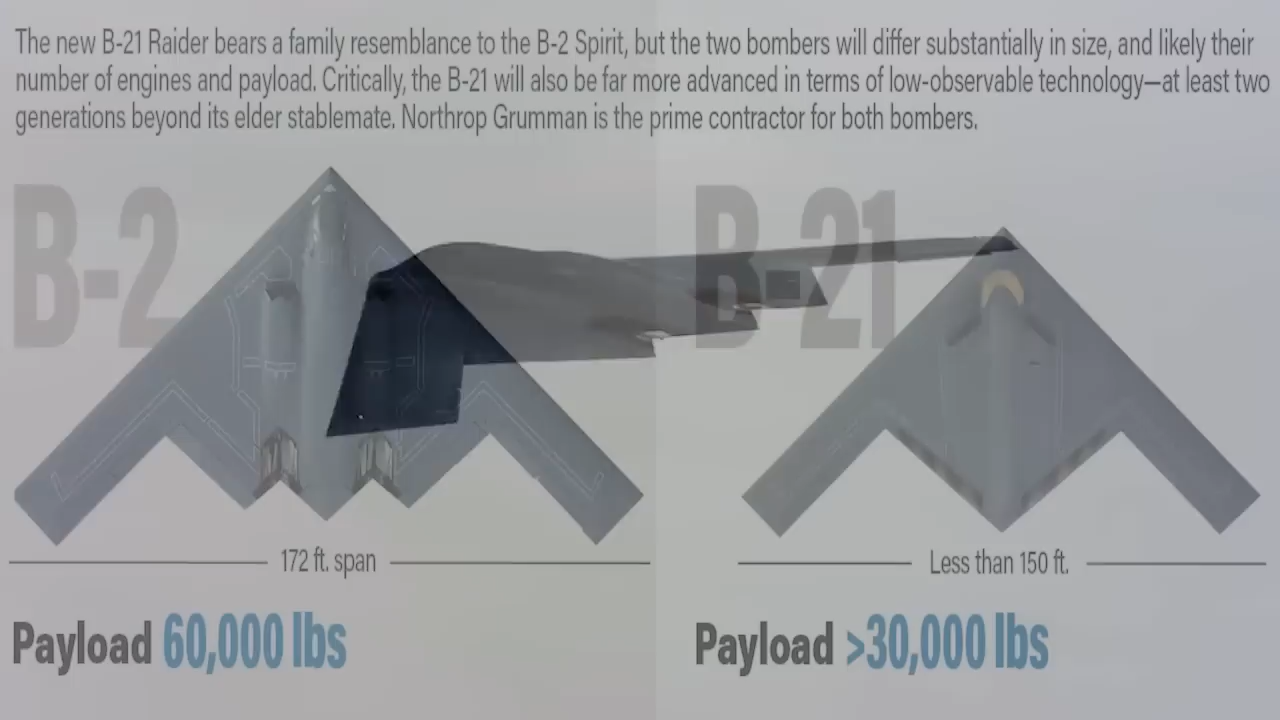 The new B-21 Raider bears a family resemblance to the B-2 Spirit, but the two bombers will differ substantially in size, and likely their
number of engines and payload. Critically, the B-21 will also be far more advanced in terms of low-observable technology—at least two
generations beyond its elder stablemate. Northrop Grumman is the prime contractor for both bombers.
B-2
B-21
172 ft. span
Less than 150 ft.
Payload 60,000 lbs
Payload >30,000 lbs